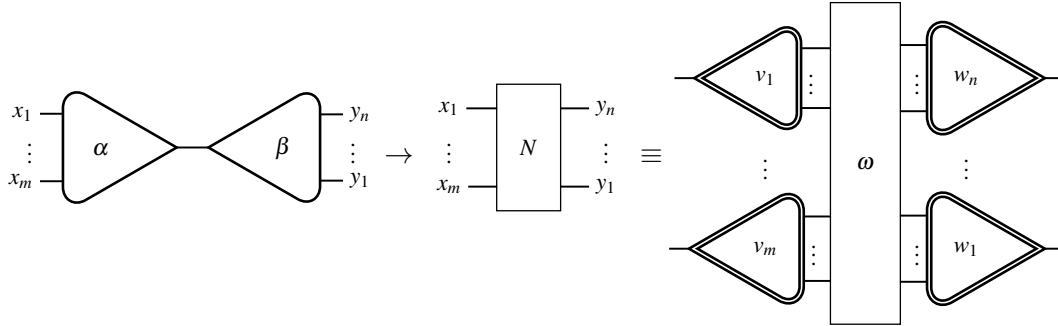 x₁ α β yₙ
⋮ ⋮
xₘ y₁
→
x₁ N yₙ
⋮ ⋮
xₘ y₁
≡
v₁ ⋮ ω ⋮ wₙ
⋮ ⋮
vₘ ⋮ ⋮ w₁